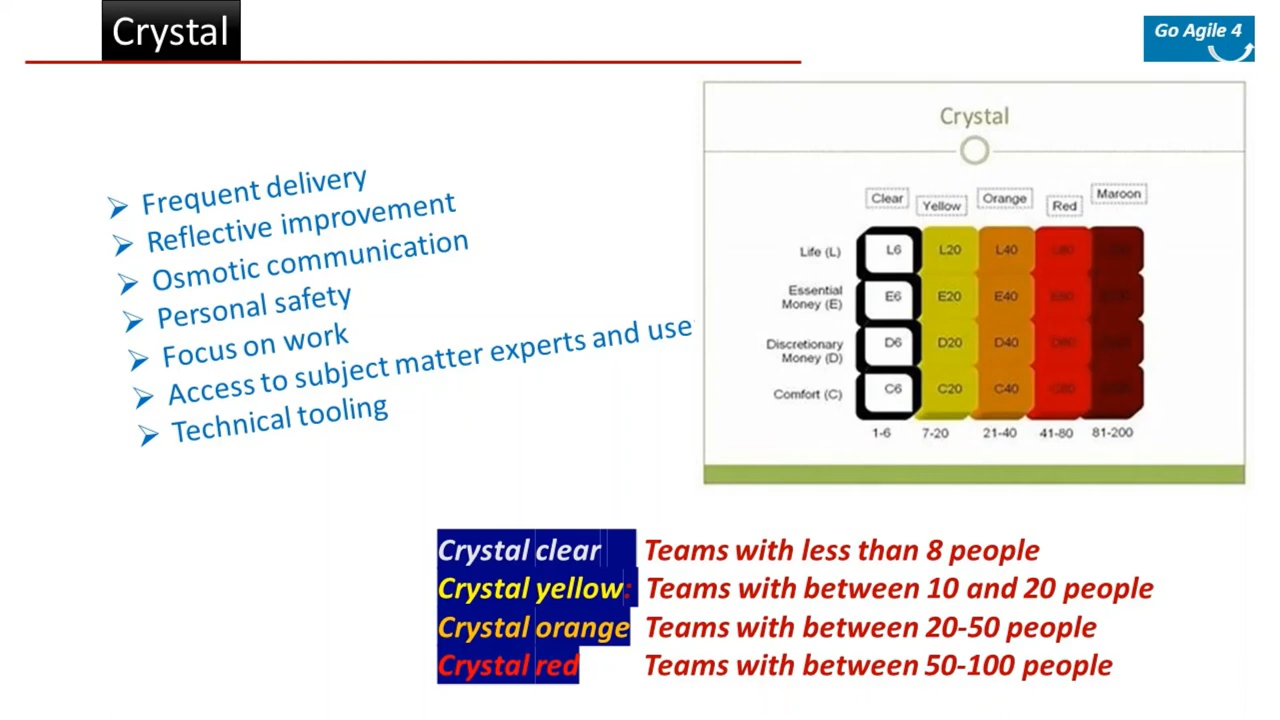 Crystal
Go Agile 4
Frequent delivery
Reflective improvement
Osmotic communication
Personal safety
Focus on work
Access to subject matter experts and use
Technical tooling
Crystal
Clear Yellow Orange Red Maroon
Life (L) L6 L20 L40 L80
Essential
Money (E) E6 E20 E40 E80
Discretionary
Money (D) D6 D20 D40 D80
Comfort (C) C6 C20 C40 C80
1-6 7-20 21-40 41-80 81-200
Crystal clear Teams with less than 8 people
Crystal yellow: Teams with between 10 and 20 people
Crystal orange Teams with between 20-50 people
Crystal red Teams with between 50-100 people